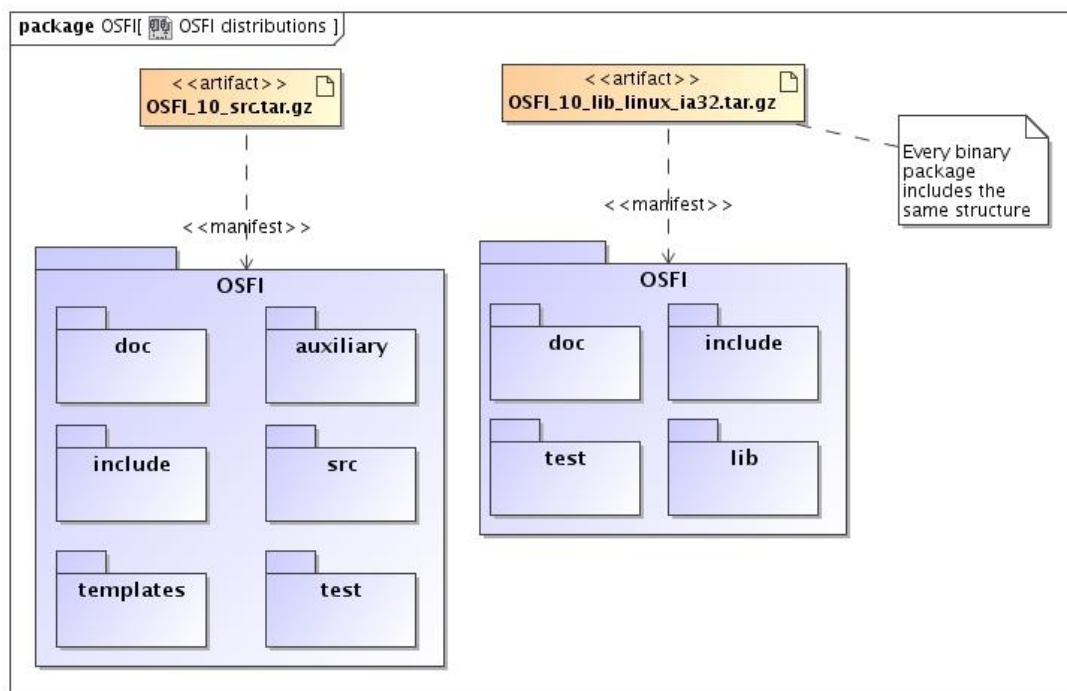 package OSFI[ OSFI distributions ]
<<artifact>>
OSFI_10_src.tar.gz
<<artifact>>
OSFI_10_lib_linux_ia32.tar.gz
Every binary
package
includes the
same structure
<<manifest>>
<<manifest>>
OSFI
doc
auxiliary
include
src
templates
test
OSFI
doc
include
test
lib